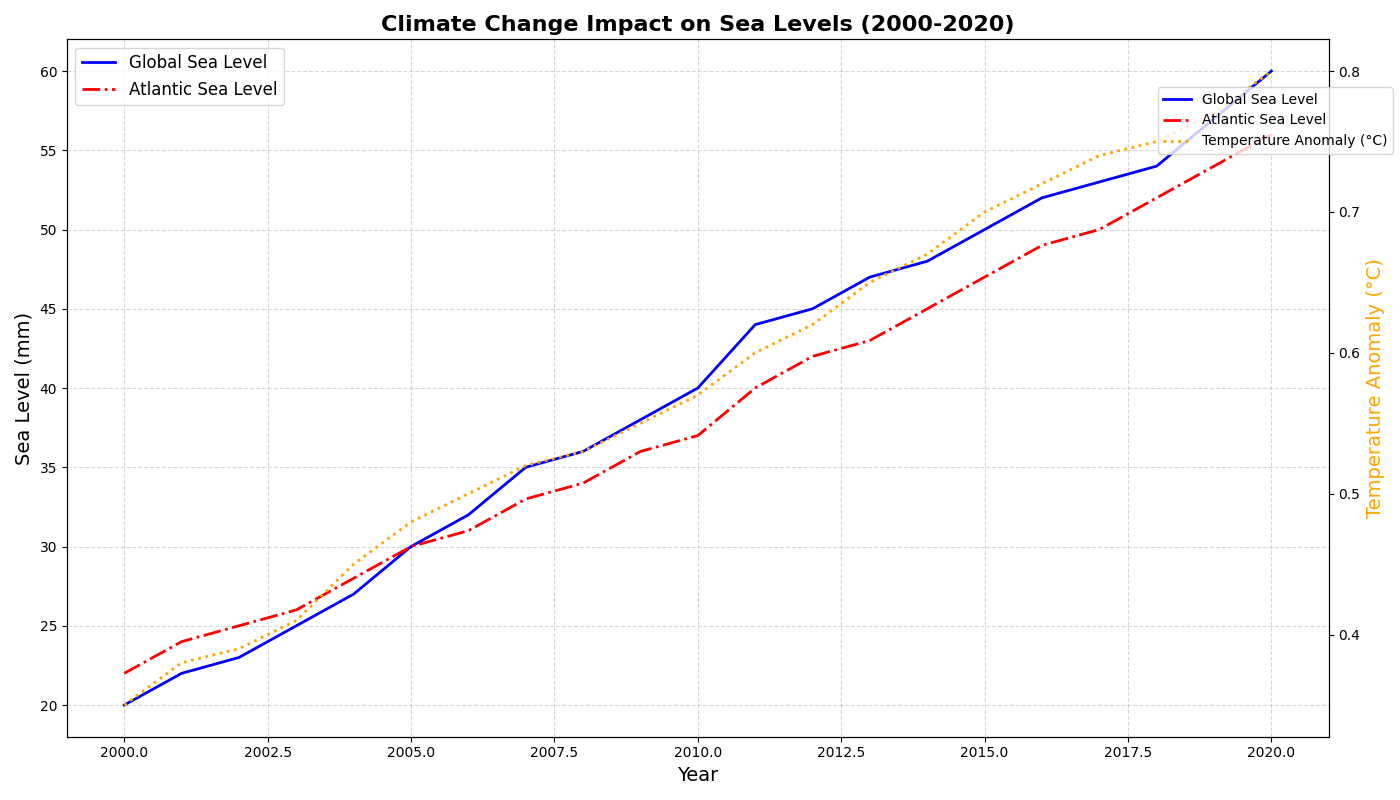 Climate Change Impact on Sea Levels (2000-2020)
Global Sea Level
Atlantic Sea Level
Global Sea Level
Atlantic Sea Level
Temperature Anomaly (°C)
60
55
50
45
40
35
30
25
20
Sea Level (mm)
0.8
0.7
0.6
0.5
0.4
Temperature Anomaly (°C)
2000.0 2002.5 2005.0 2007.5 2010.0 2012.5 2015.0 2017.5 2020.0
Year